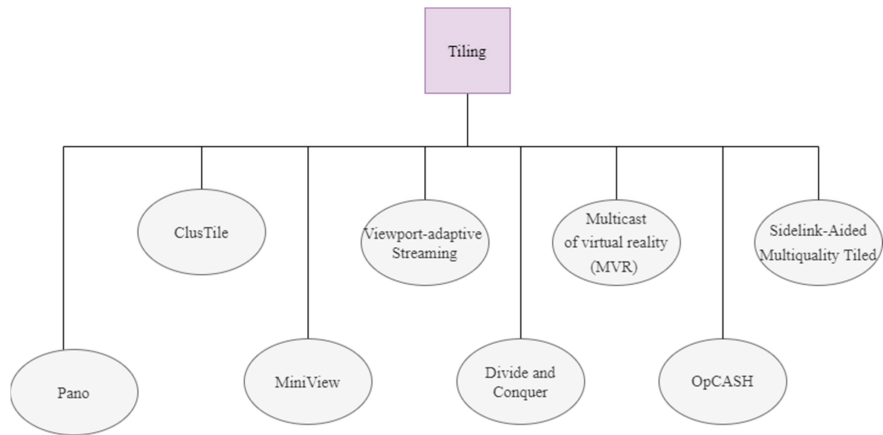 Tiling
ClusTile
Viewport-adaptive
Streaming
Multicast
of virtual reality
(MVR)
Sidelink-Aided
Multiquality Tiled
Pano
MiniView
Divide and
Conquer
OpCASH